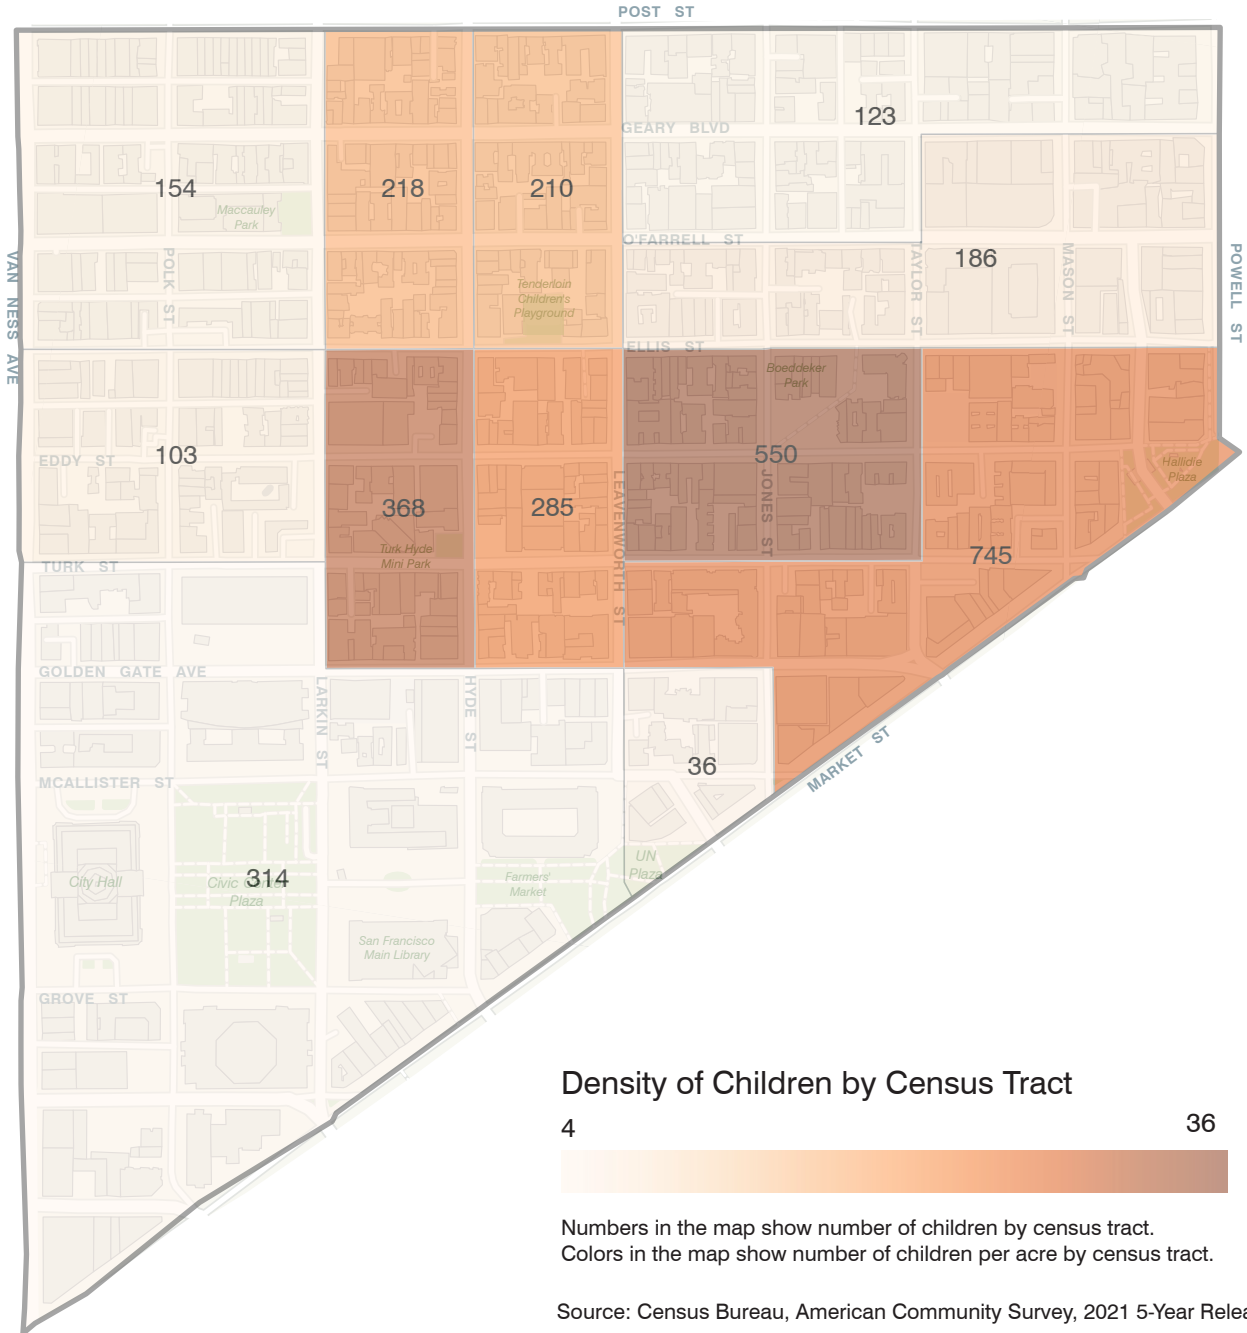 POST ST
GEARY BLVD
123
154
218
210
Maccauley
Park
O'FARRELL ST
VAN NESS AVE
POLK ST
TAYLOR ST
186
MASON ST
POWELL ST
Tenderloin
Children's
Playground
ELLIS ST
Boeddeker
Park
EDDY ST
103
550
Hallidie
Plaza
368
285
LEAVENWORTH ST
JONES ST
Turk Hyde
Mini Park
745
TURK ST
GOLDEN GATE AVE
LARKIN ST
HYDE ST
36
MARKET ST
MCALLISTER ST
City Hall
Civic Center
Plaza
314
Farmers'
Market
UN
Plaza
San Francisco
Main Library
GROVE ST
Density of Children by Census Tract
4
36
Numbers in the map show number of children by census tract.
Colors in the map show number of children per acre by census tract.
Source: Census Bureau, American Community Survey, 2021 5-Year